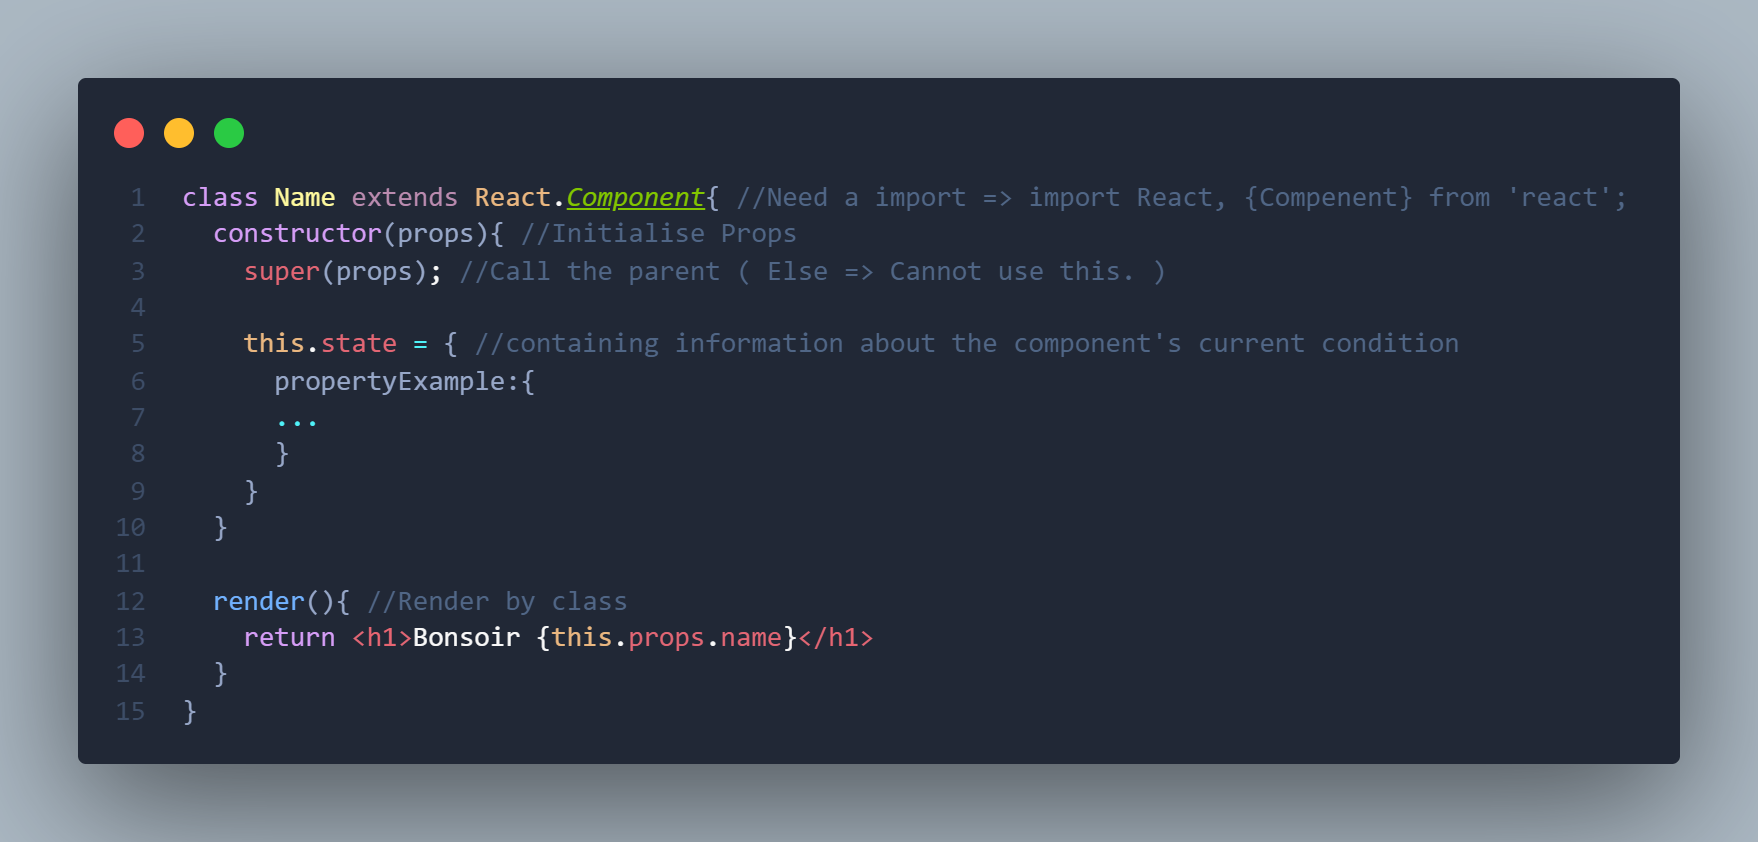 1 class Name extends React.Component{ //Need a import => import React, {Compenent} from 'react';
2 constructor(props){ //Initialise Props
3 super(props); //Call the parent ( Else => Cannot use this. )
4
5 this.state = { //containing information about the component's current condition
6 propertyExample:{
7 ...
8 }
9 }
10 }
11
12 render(){ //Render by class
13 return <h1>Bonsoir {this.props.name}</h1>
14 }
15 }